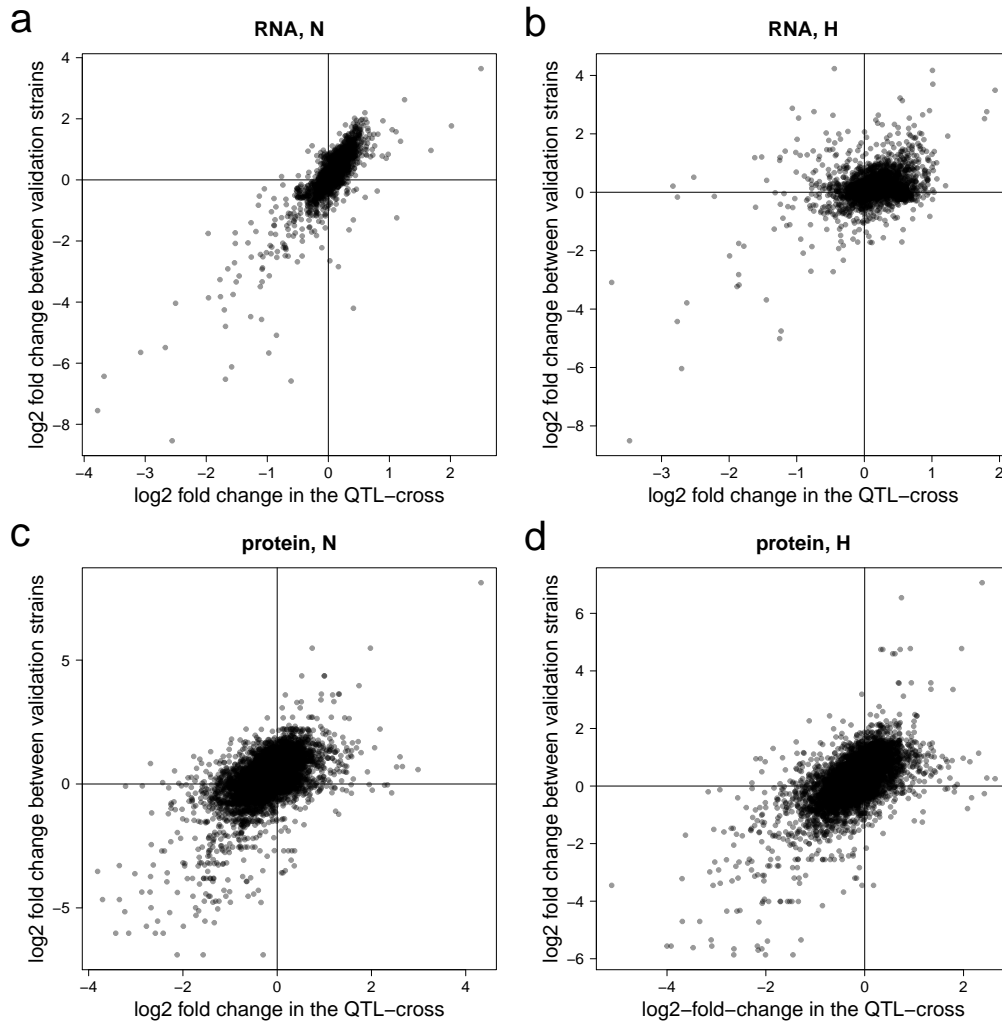 a
RNA, N
log2 fold change between validation strains
4
2
0
−2
−4
−6
−8
−4 −3 −2 −1 0 1 2
log2 fold change in the QTL−cross
b
RNA, H
log2 fold change between validation strains
4
2
0
−2
−4
−6
−8
−3 −2 −1 0 1 2
log2 fold change in the QTL−cross
c
protein, N
log2 fold change between validation strains
5
0
−5
−4 −2 0 2 4
log2 fold change in the QTL−cross
d
protein, H
log2 fold change between validation strains
6
4
2
0
−2
−4
−6
−4 −2 0 2
log2−fold−change in the QTL−cross